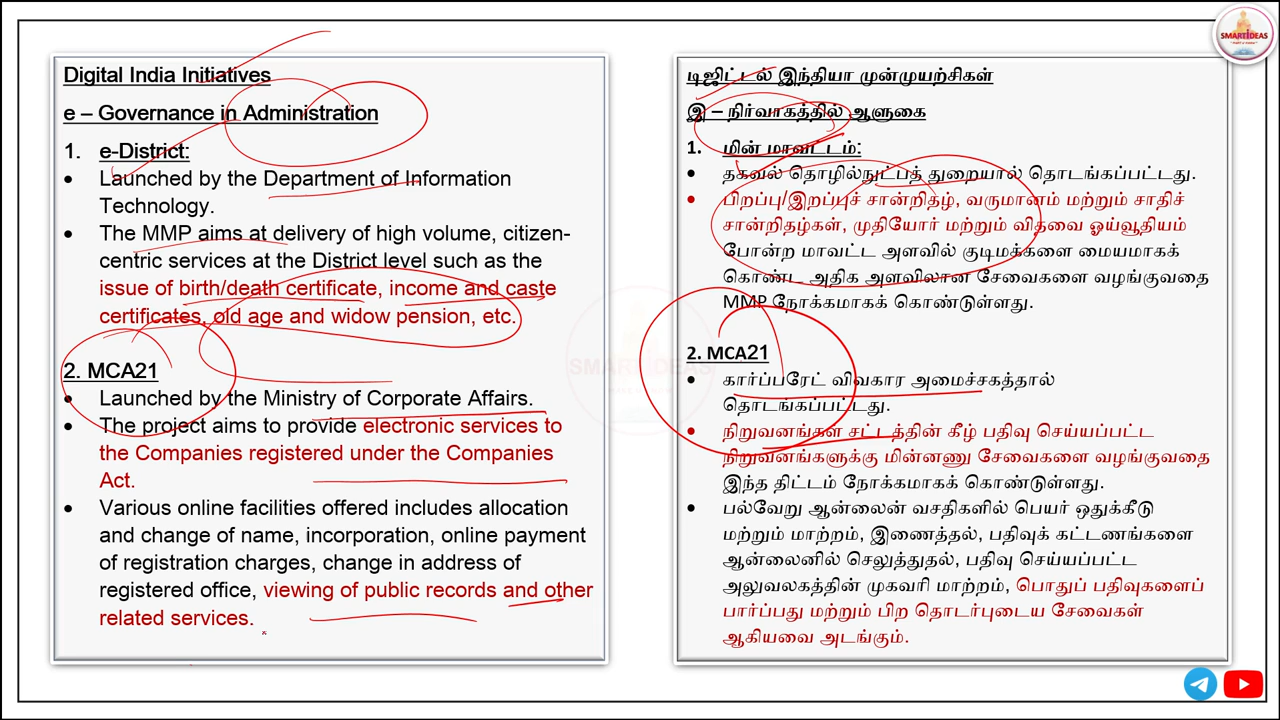 SMART IDEAS
Digital India Initiatives
e – Governance in Administration
1. e-District:
• Launched by the Department of Information
Technology.
• The MMP aims at delivery of high volume, citizen-
centric services at the District level such as the
issue of birth/death certificate, income and caste
certificates, old age and widow pension, etc.
2. MCA21
• Launched by the Ministry of Corporate Affairs.
• The project aims to provide electronic services to
the Companies registered under the Companies
Act.
• Various online facilities offered includes allocation
and change of name, incorporation, online payment
of registration charges, change in address of
registered office, viewing of public records and other
related services.
டிஜிட்டல் இந்தியா முன்முயற்சிகள்
இ – நிர்வாகத்தில் ஆளுகை
1. மின் மாவட்டம்:
• தகவல் தொழில்நுட்பத் துறையால் தொடங்கப்பட்டது.
• பிறப்பு/இறப்புச் சான்றிதழ், வருமானம் மற்றும் சாதிச்
சான்றிதழ்கள், முதியோர் மற்றும் விதவை ஓய்வூதியம்
போன்ற மாவட்ட அளவில் குடிமக்களை மையமாகக்
கொண்ட அதிக அளவிலான சேவைகளை வழங்குவதை
MMP நோக்கமாகக் கொண்டுள்ளது.
2. MCA21
• கார்ப்பரேட் விவகார அமைச்சகத்தால்
தொடங்கப்பட்டது.
• நிறுவனங்கள் சட்டத்தின் கீழ் பதிவு செய்யப்பட்ட
நிறுவனங்களுக்கு மின்னணு சேவைகளை வழங்குவதை
இந்த திட்டம் நோக்கமாகக் கொண்டுள்ளது.
• பல்வேறு ஆன்லைன் வசதிகளில் பெயர் ஒதுக்கீடு
மற்றும் மாற்றம், இணைத்தல், பதிவுக் கட்டணங்களை
ஆன்லைனில் செலுத்துதல், பதிவு செய்யப்பட்ட
அலுவலகத்தின் முகவரி மாற்றம், பொதுப் பதிவுகளைப்
பார்ப்பது மற்றும் பிற தொடர்புடைய சேவைகள்
ஆகியவை அடங்கும்.
SMART IDEAS